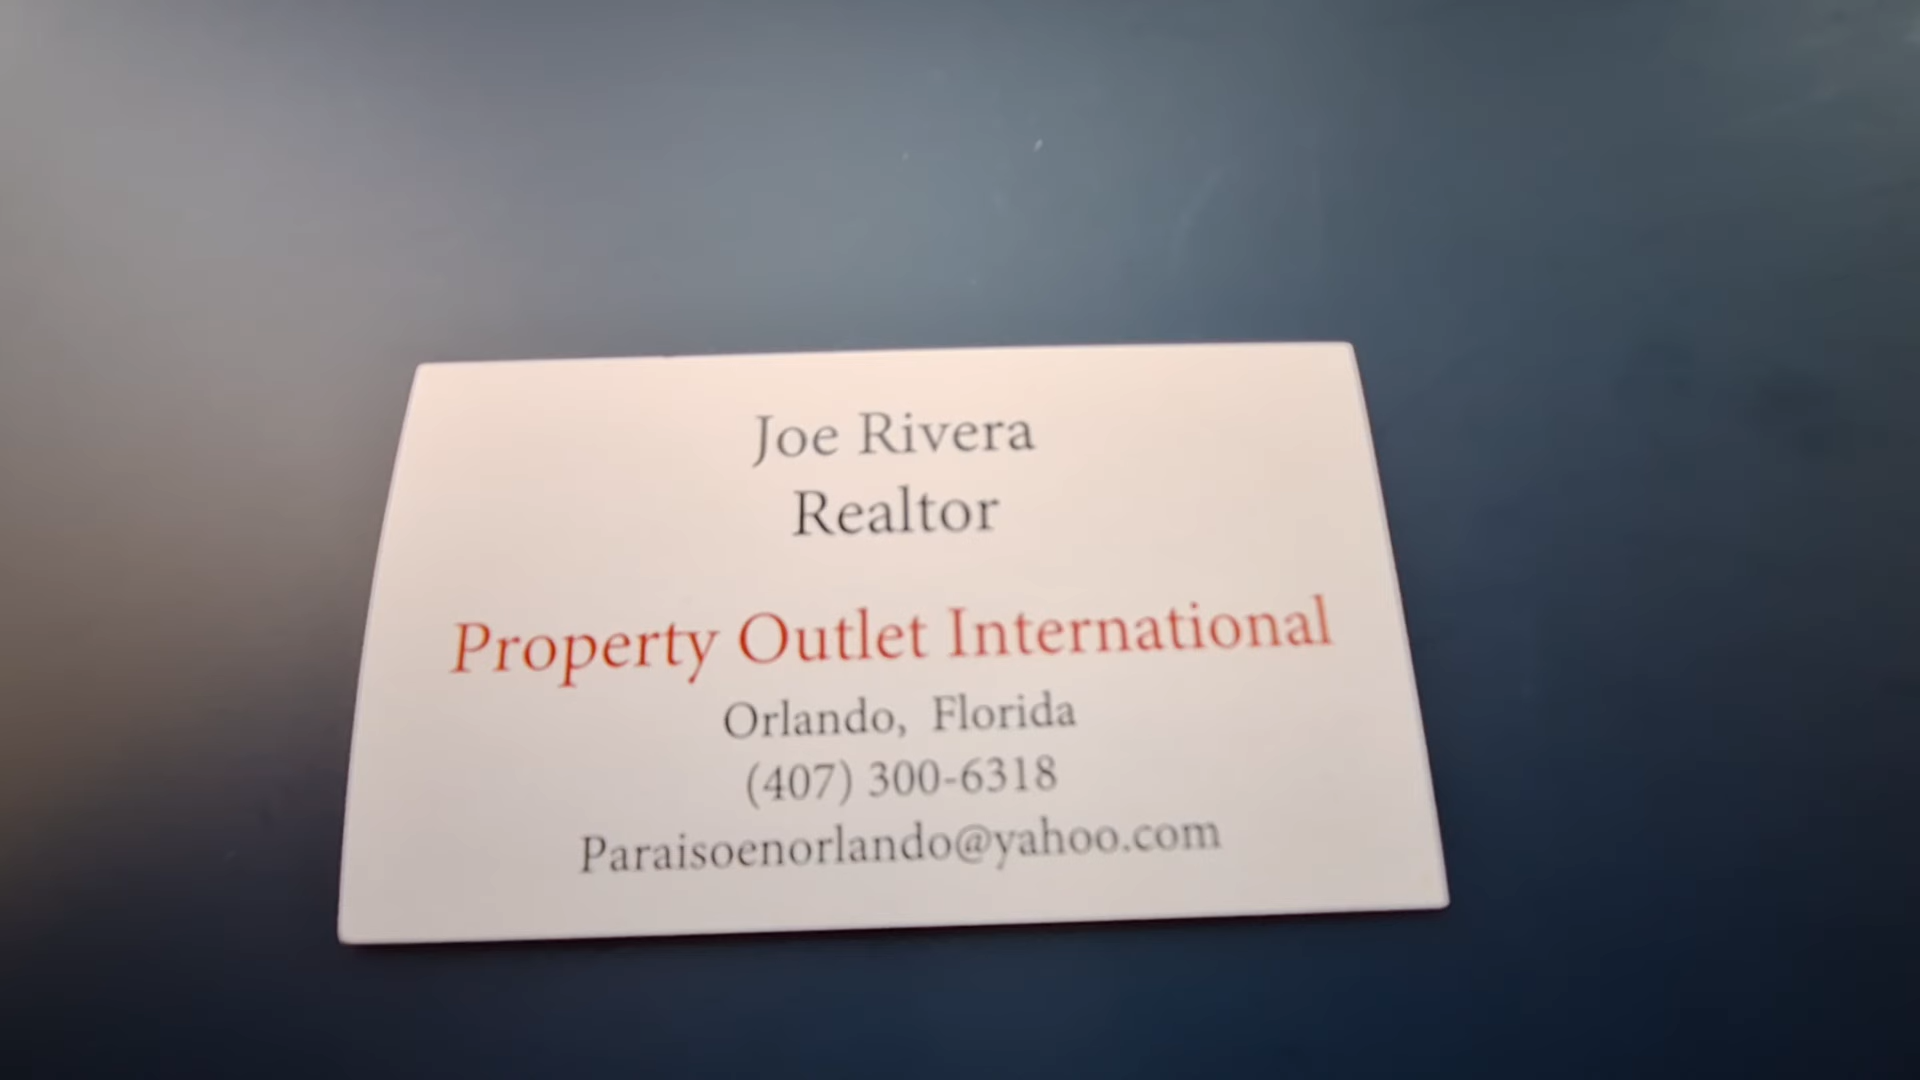 Joe Rivera
Realtor
Property Outlet International
Orlando, Florida
(407) 300-6318
Paraisoenorlando@yahoo.com